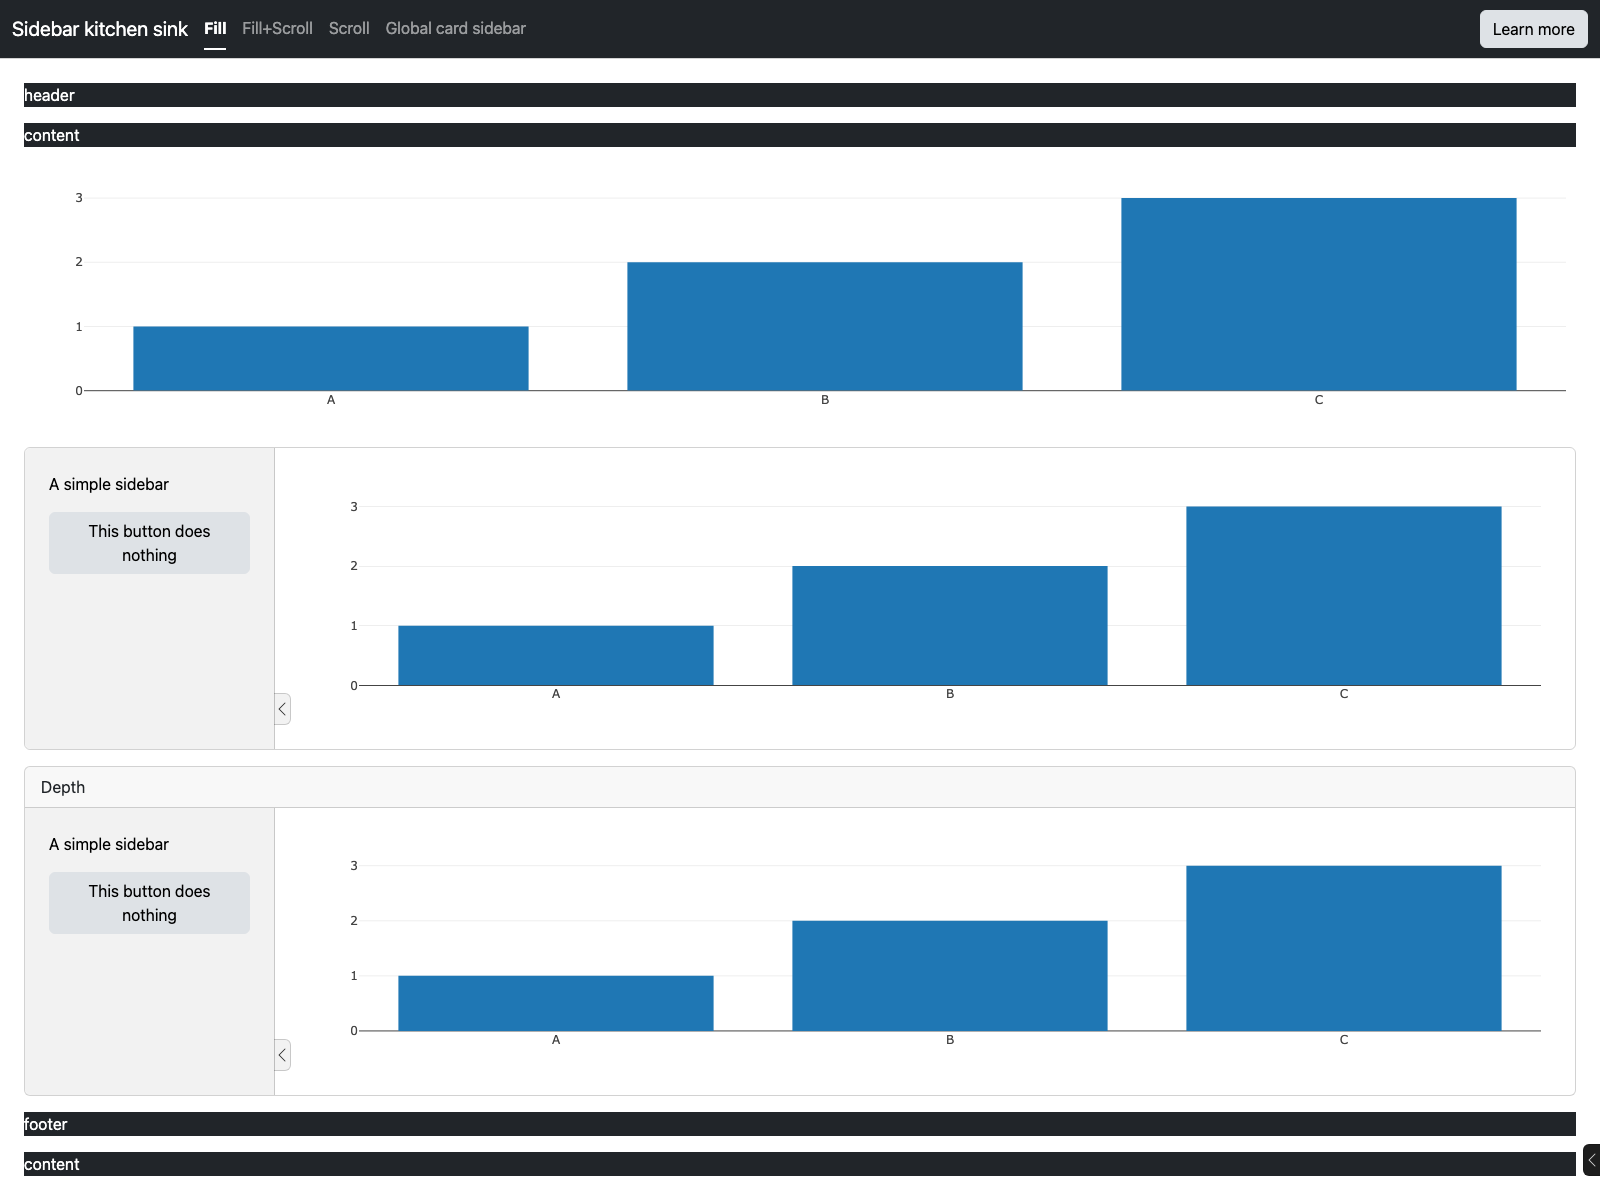 Sidebar kitchen sink Fill Fill+Scroll Scroll Global card sidebar Learn more
header
content
3
2
1
0
A B C
A simple sidebar
This button does
nothing
3
2
1
0
A B C
Depth
A simple sidebar
This button does
nothing
3
2
1
0
A B C
footer
content